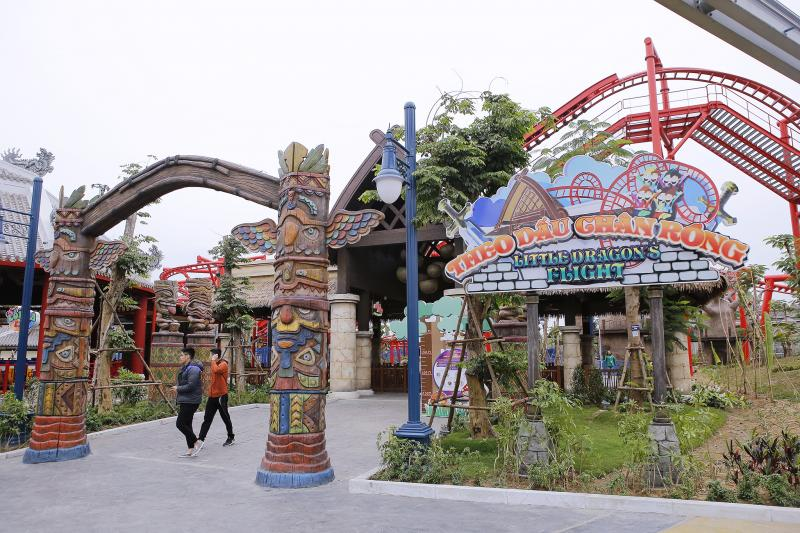 THEO DẤU CHÂN RỒNG
LITTLE DRAGON'S
FLIGHT